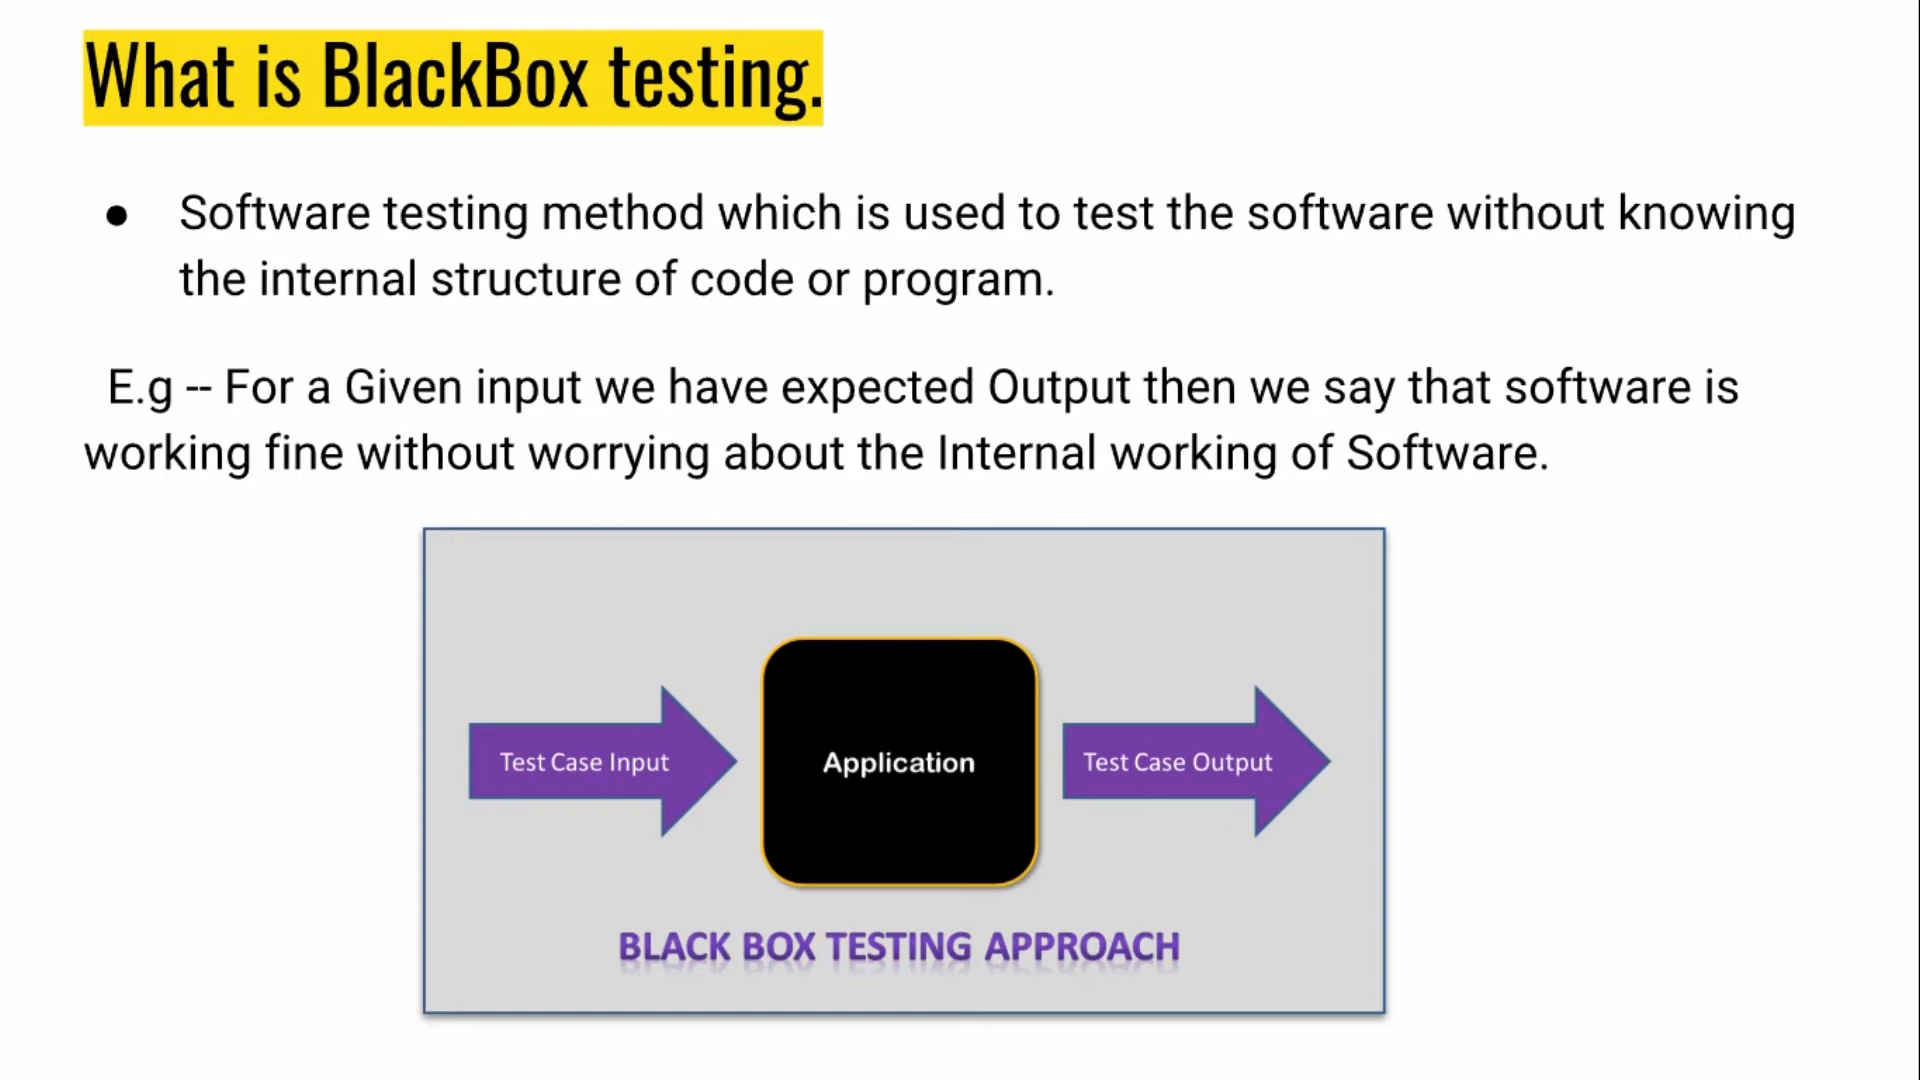 What is BlackBox testing.
● Software testing method which is used to test the software without knowing
the internal structure of code or program.
E.g -- For a Given input we have expected Output then we say that software is
working fine without worrying about the Internal working of Software.
Test Case Input
Application
Test Case Output
BLACK BOX TESTING APPROACH